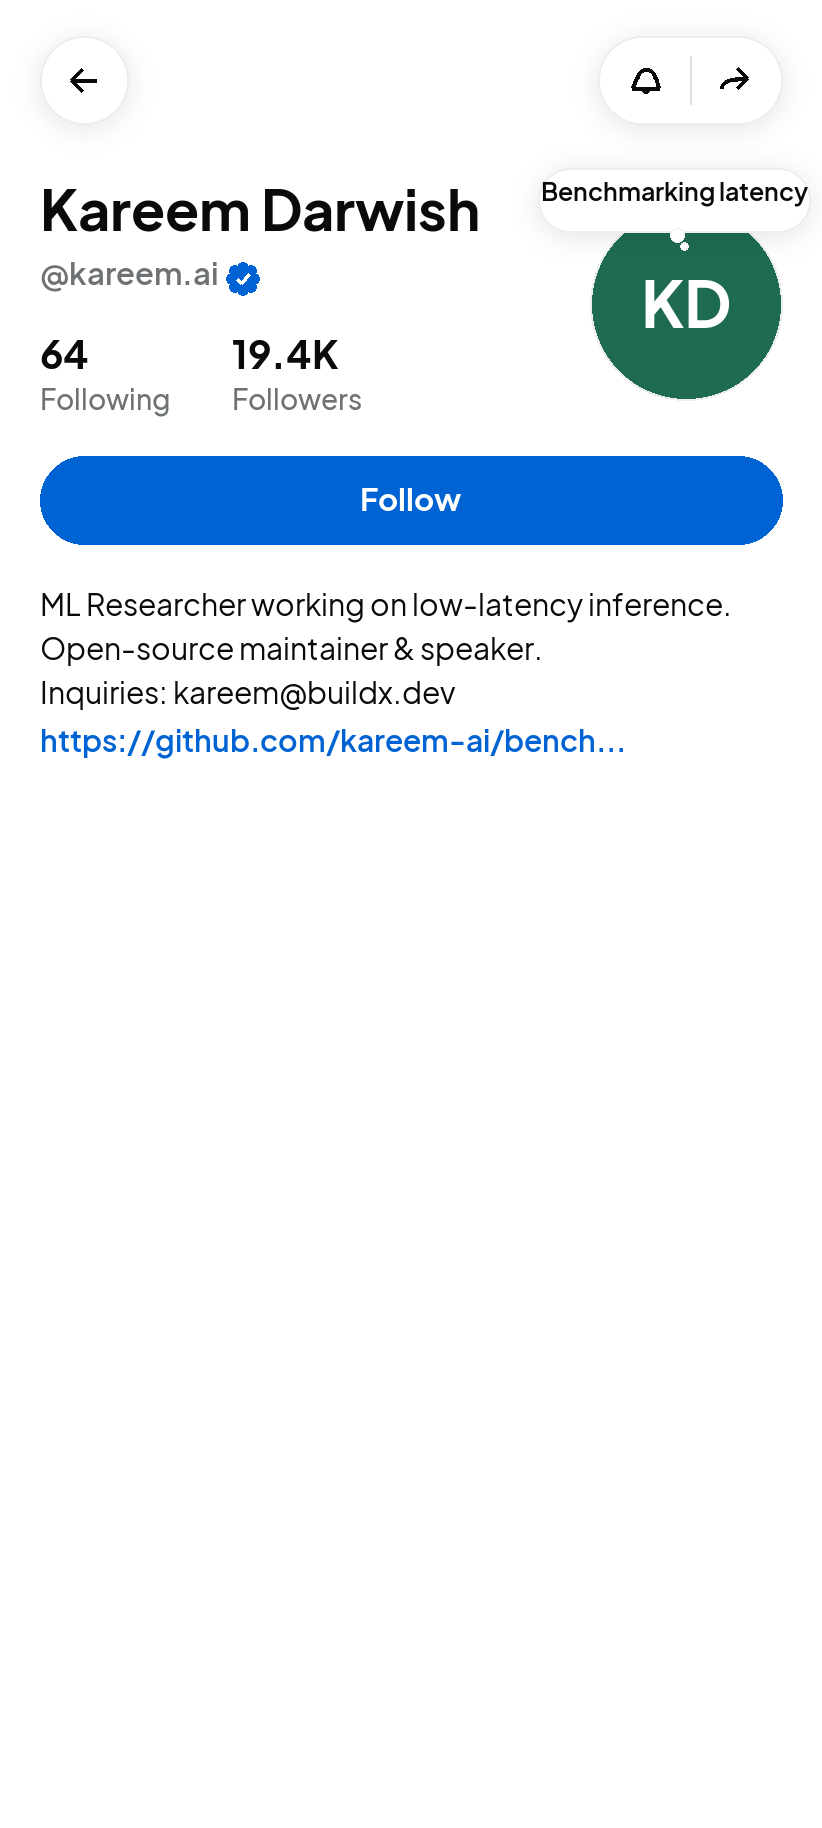 Kareem Darwish
Benchmarking latency
@kareem.ai
KD
64
Following
19.4K
Followers
Follow
ML Researcher working on low-latency inference.
Open-source maintainer & speaker.
Inquiries: kareem@buildx.dev
https://github.com/kareem-ai/bench...